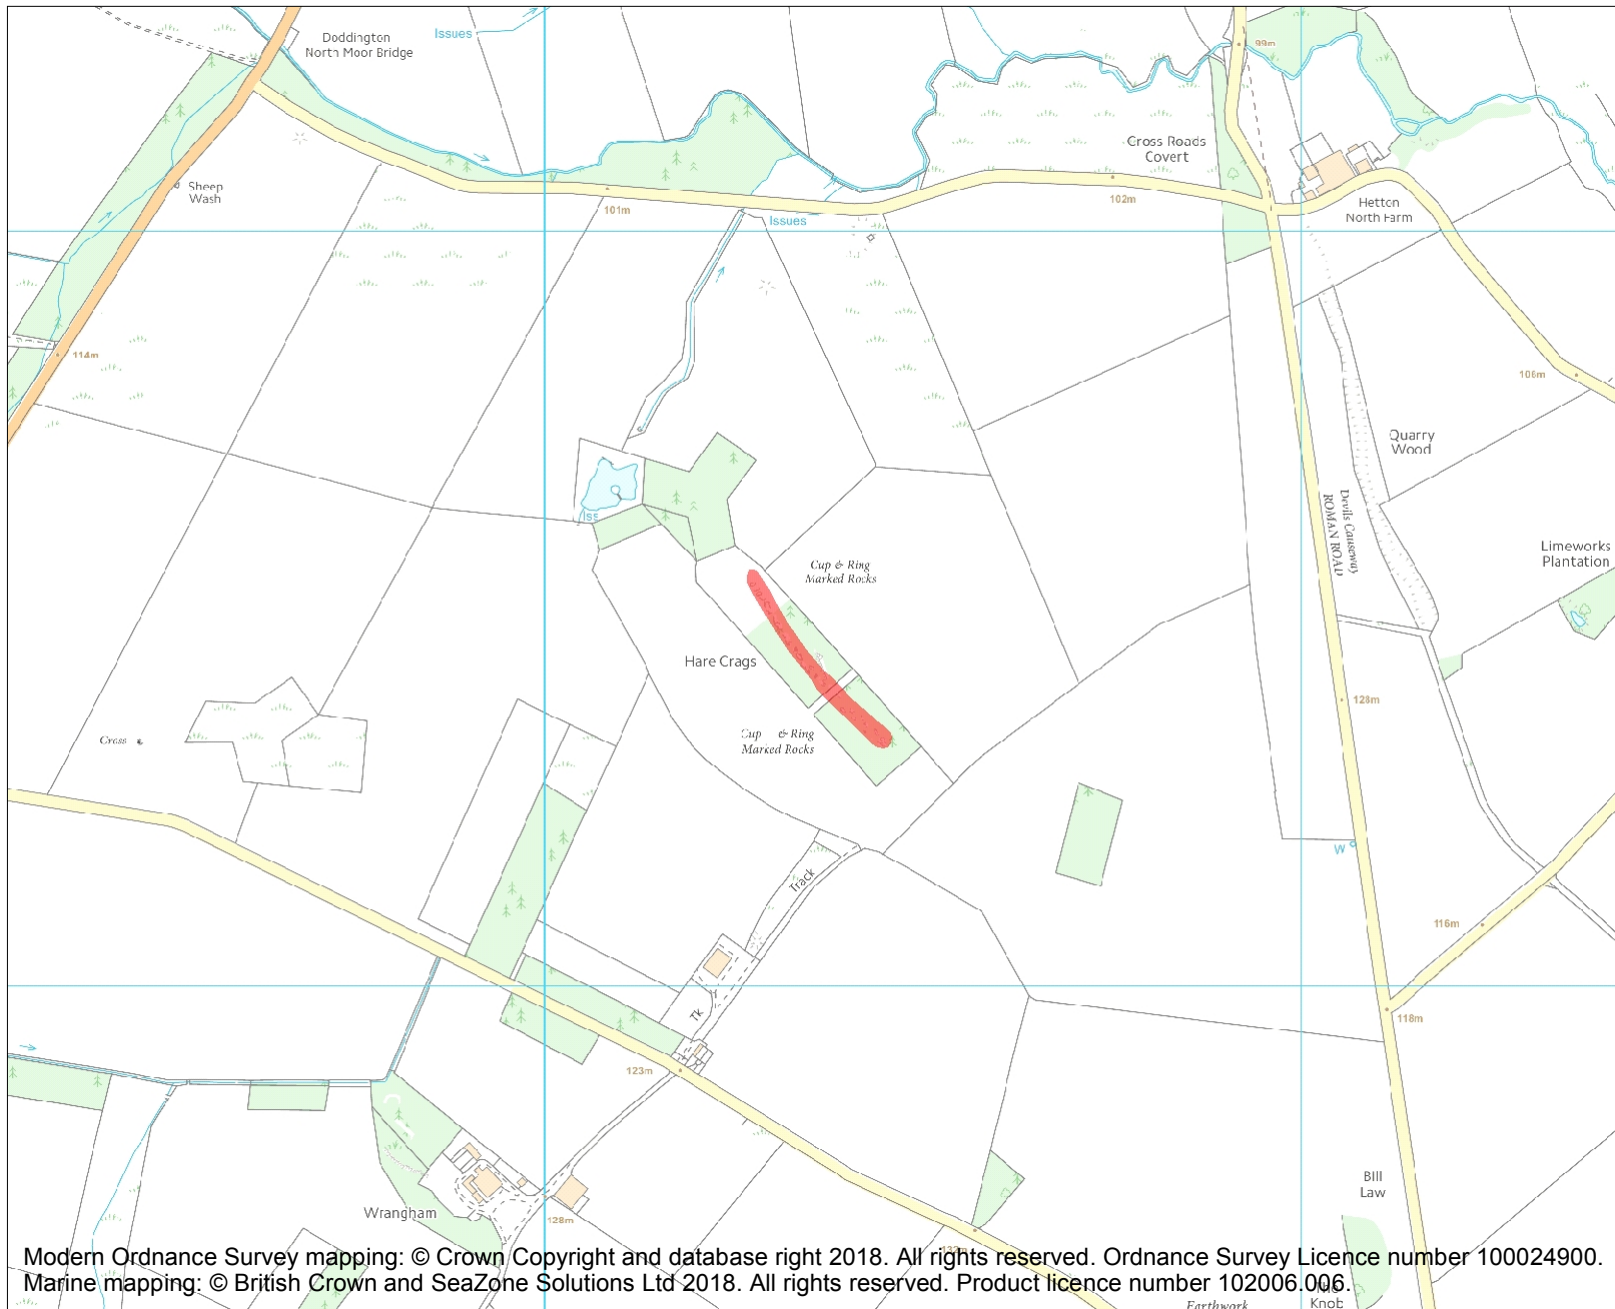 Doddington
North Moor Bridge
Issues
99m
Cross Roads
Covert
Sheep
Wash
Hetton
North Farm
101m
102m
Issues
114m
106m
Quarry
Wood
Devils Causeway
ROMAN ROAD
Iss
Limeworks
Plantation
Cup & Ring
Marked Rocks
Hare Crags
128m
Cross
Cup & Ring
Marked Rocks
W
Track
116m
Tk
118m
123m
Bill
Law
Wrangham
128m
132m
Modern Ordnance Survey mapping: © Crown Copyright and database right 2018. All rights reserved. Ordnance Survey Licence number 100024900.
Marine mapping: © British Crown and SeaZone Solutions Ltd 2018. All rights reserved. Product licence number 102006.006.
The
Knob
Earthwork